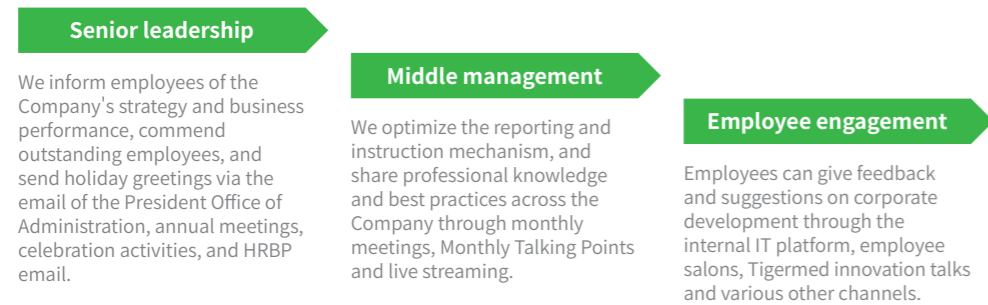 Senior leadership
We inform employees of the
Company's strategy and business
performance, commend
outstanding employees, and
send holiday greetings via the
email of the President Office of
Administration, annual meetings,
celebration activities, and HRBP
email.
Middle management
We optimize the reporting and
instruction mechanism, and
share professional knowledge
and best practices across the
Company through monthly
meetings, Monthly Talking Points
and live streaming.
Employee engagement
Employees can give feedback
and suggestions on corporate
development through the
internal IT platform, employee
salons, Tigermed innovation talks
and various other channels.